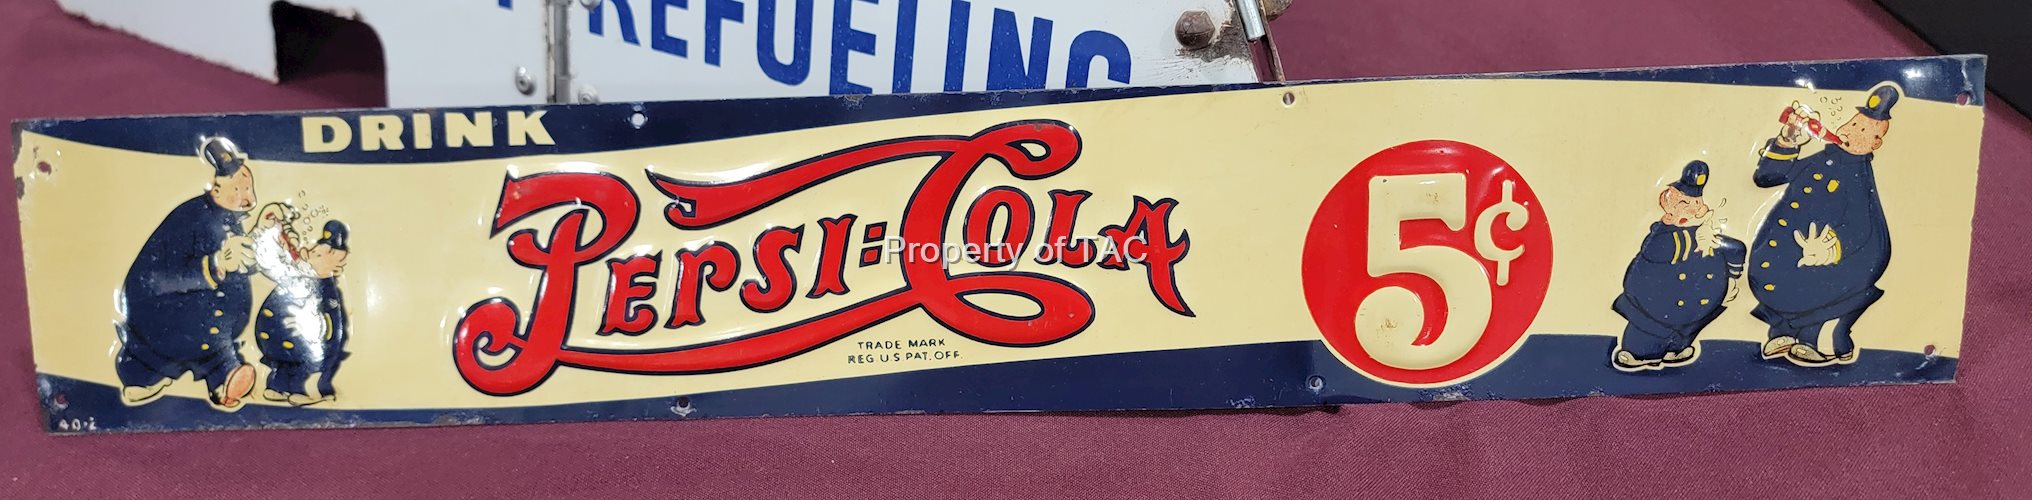 REFUELING
DRINK
PEPSI:COLA
5¢
TRADE MARK
REG U.S PAT. OFF.
40-2
Property of TAC